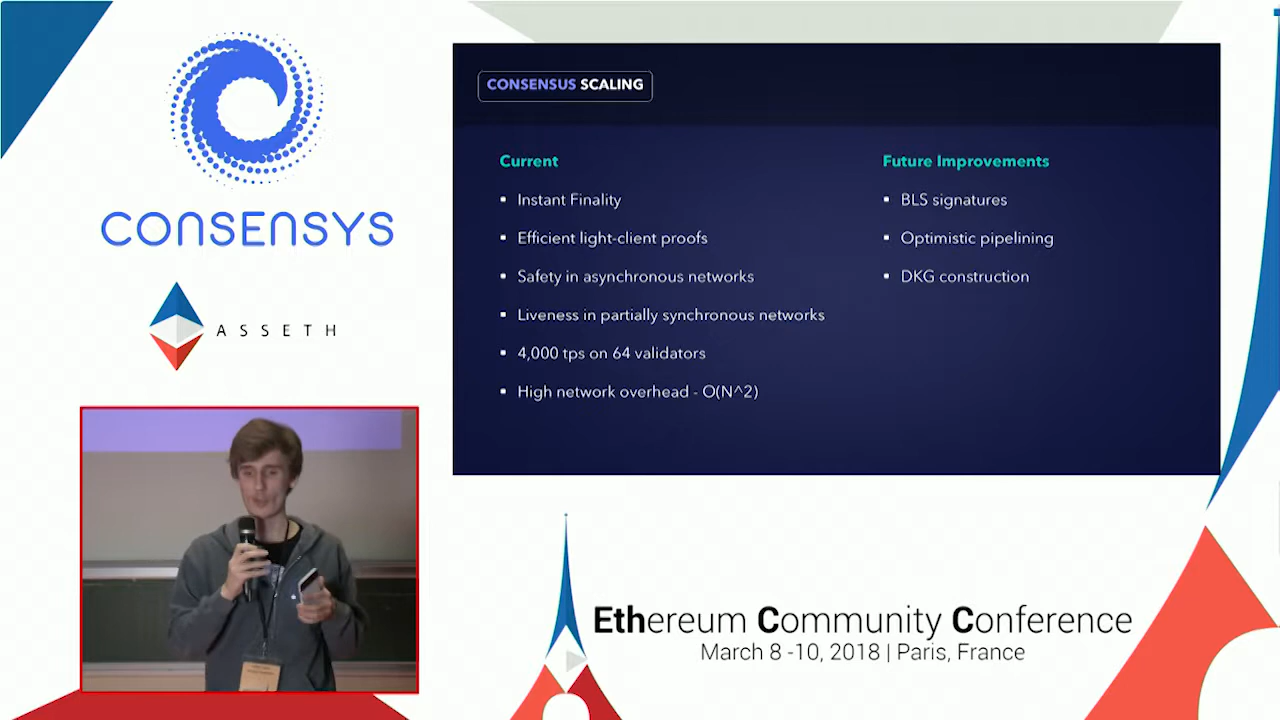 CONSENSYS
ASSETH
CONSENSUS SCALING
Current
▪ Instant Finality
▪ Efficient light-client proofs
▪ Safety in asynchronous networks
▪ Liveness in partially synchronous networks
▪ 4,000 tps on 64 validators
▪ High network overhead - O(N^2)
Future Improvements
▪ BLS signatures
▪ Optimistic pipelining
▪ DKG construction
Ethereum Community Conference
March 8 -10, 2018 | Paris, France